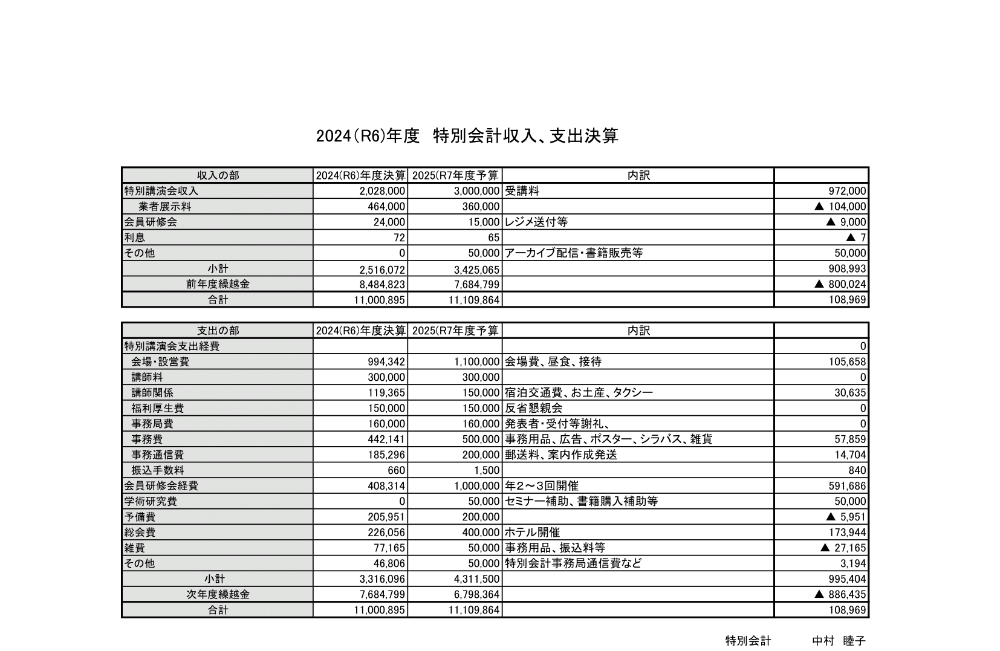 2024(R6)年度　特別会計収入、支出決算
収入の部 2024(R6)年度決算 2025(R7年度予算 内訳
特別講演会収入 2,028,000 3,000,000 受講料 972,000
業者展示料 464,000 360,000 ▲ 104,000
会員研修会 24,000 15,000 レジメ送付等 ▲ 9,000
利息 72 65 ▲ 7
その他 0 50,000 アーカイブ配信・書籍販売等 50,000
小計 2,516,072 3,425,065 908,993
前年度繰越金 8,484,823 7,684,799 ▲ 800,024
合計 11,000,895 11,109,864 108,969
支出の部 2024(R6)年度決算 2025(R7年度予算 内訳
特別講演会支出経費 0
会場・設営費 994,342 1,100,000 会場費、昼食、接待 105,658
講師料 300,000 300,000 0
講師関係 119,365 150,000 宿泊交通費、お土産、タクシー 30,635
福利厚生費 150,000 150,000 反省懇親会 0
事務局費 160,000 160,000 発表者・受付等謝礼、 0
事務費 442,141 500,000 事務用品、広告、ポスター、シラバス、雑貨 57,859
事務通信費 185,296 200,000 郵送料、案内作成発送 14,704
振込手数料 660 1,500 840
会員研修会経費 408,314 1,000,000 年２～３回開催 591,686
学術研究費 0 50,000 セミナー補助、書籍購入補助等 50,000
予備費 205,951 200,000 ▲ 5,951
総会費 226,056 400,000 ホテル開催 173,944
雑費 77,165 50,000 事務用品、振込料等 ▲ 27,165
その他 46,806 50,000 特別会計事務局通信費など 3,194
小計 3,316,096 4,311,500 995,404
次年度繰越金 7,684,799 6,798,364 ▲ 886,435
合計 11,000,895 11,109,864 108,969
特別会計　中村　睦子